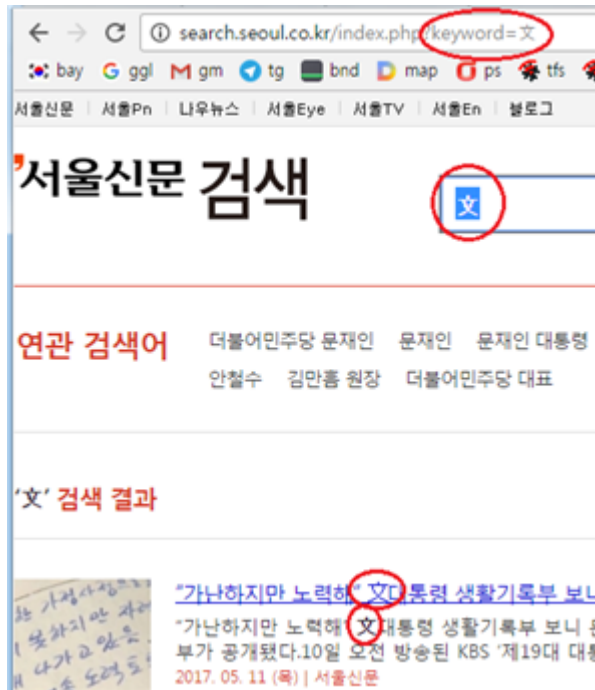 search.seoul.co.kr/index.php?keyword=文
bay ggl gm tg bnd map ps tfs
서울신문 서울Pn 나우뉴스 서울Eye 서울TV 서울En 블로그
서울신문 검색 文
연관 검색어 더불어민주당 문재인 문재인 문재인 대통령
안철수 김만흠 원장 더불어민주당 대표
‘文’ 검색 결과
“가난하지만 노력해” 文대통령 생활기록부 보니
“가난하지만 노력해” 文대통령 생활기록부 보니
부가 공개됐다.10일 오전 방송된 KBS ‘제19대
2017. 05. 11 (목) | 서울신문